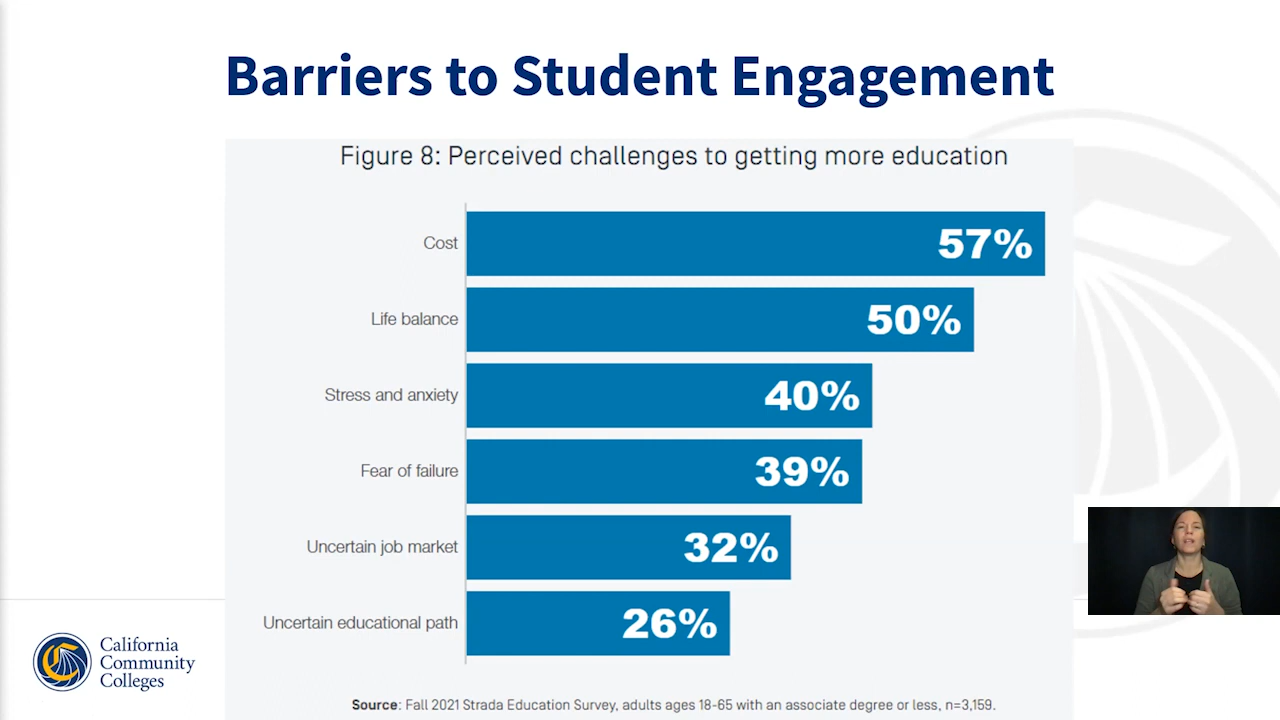 Barriers to Student Engagement
Figure 8: Perceived challenges to getting more education
Cost
57%
Life balance
50%
Stress and anxiety
40%
Fear of failure
39%
Uncertain job market
32%
Uncertain educational path
26%
Source: Fall 2021 Strada Education Survey, adults ages 18-65 with an associate degree or less, n=3,159.
California
Community
Colleges